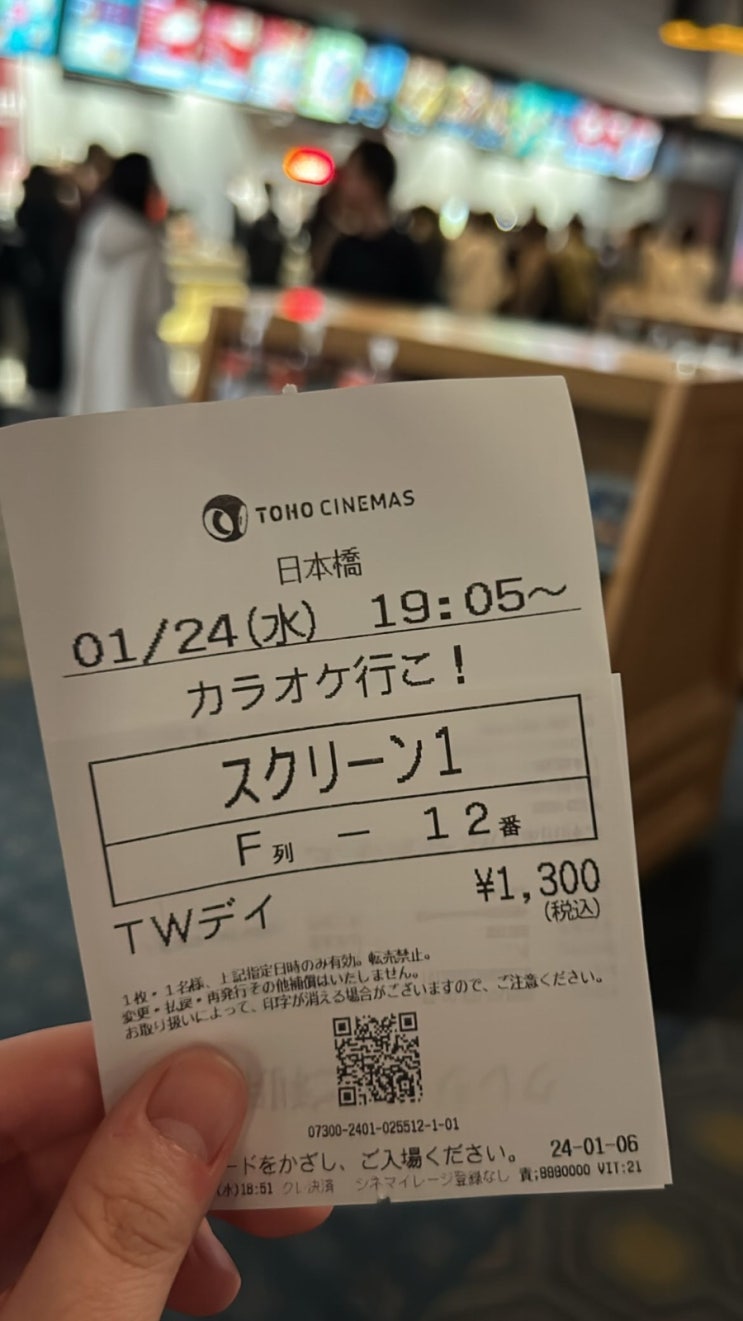 TOHO CINEMAS
日本橋
01/24(水) 19:05～
カラオケ行こ！
スクリーン1
F列 － 12番
TWデイ ¥1,300
(税込)
1枚・1名様、上記指定日時のみ有効。転売禁止。
変更・払戻・再発行その他補償はいたしません。
お取り扱いによって、印字が消える場合がございますので、ご注意ください。
07300-2401-025512-1-01
24-01-06
ードをかざし、ご入場ください。
(水)18:51 クレ決済 シネマイレージ登録なし 責;8880000 VIT:21